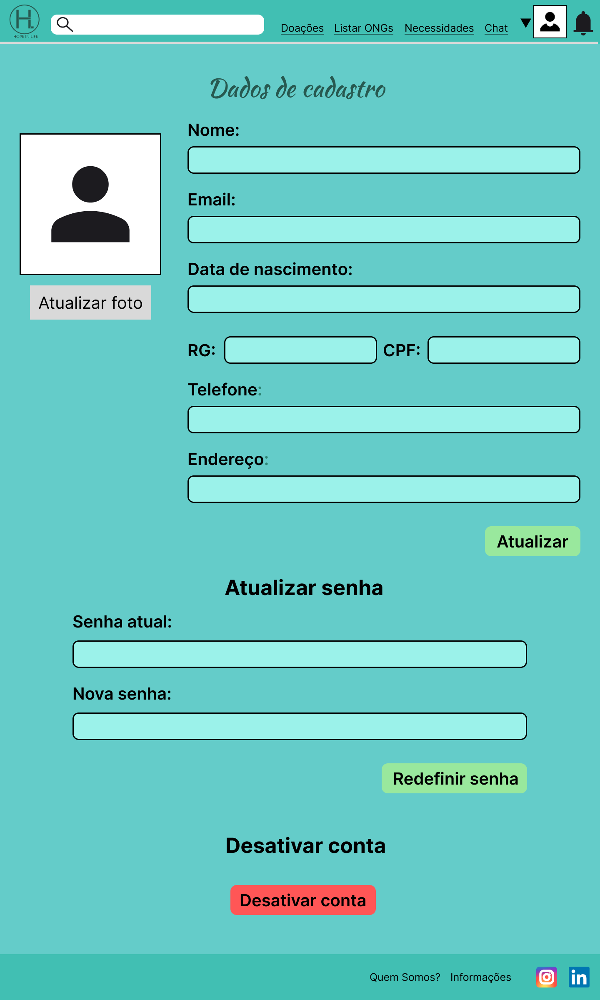 H.
HOPE IN LIFE
Doações Listar ONGs Necessidades Chat
Dados de cadastro
Nome:
Email:
Data de nascimento:
Atualizar foto
RG: CPF:
Telefone:
Endereço:
Atualizar
Atualizar senha
Senha atual:
Nova senha:
Redefinir senha
Desativar conta
Desativar conta
Quem Somos? Informações
in